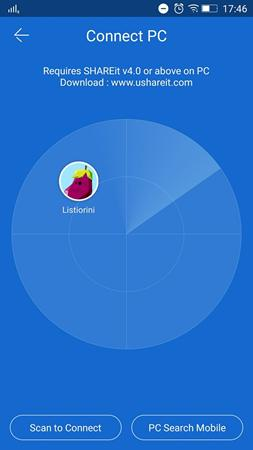 17:46
Connect PC
Requires SHAREit v4.0 or above on PC
Download : www.ushareit.com
Listiorini
Scan to Connect
PC Search Mobile